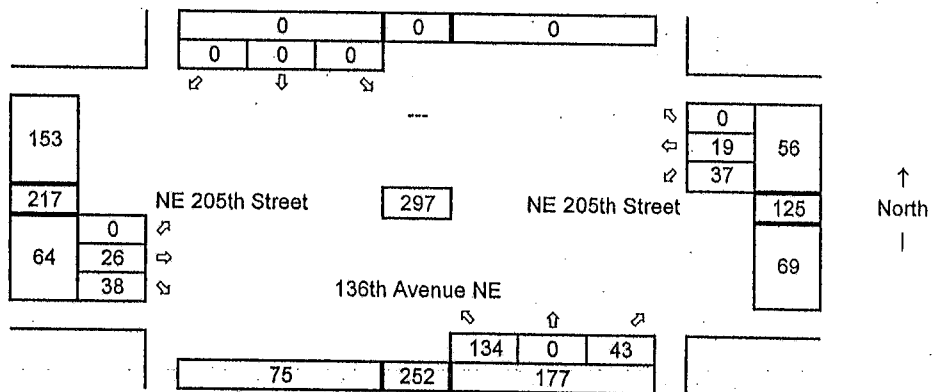 0 0 0
0 0 0
---
153 0 56
19
37
217 NE 205th Street 297 NE 205th Street 125
↑
North
|
64 0 69
26
38
136th Avenue NE
134 0 43
75 252 177